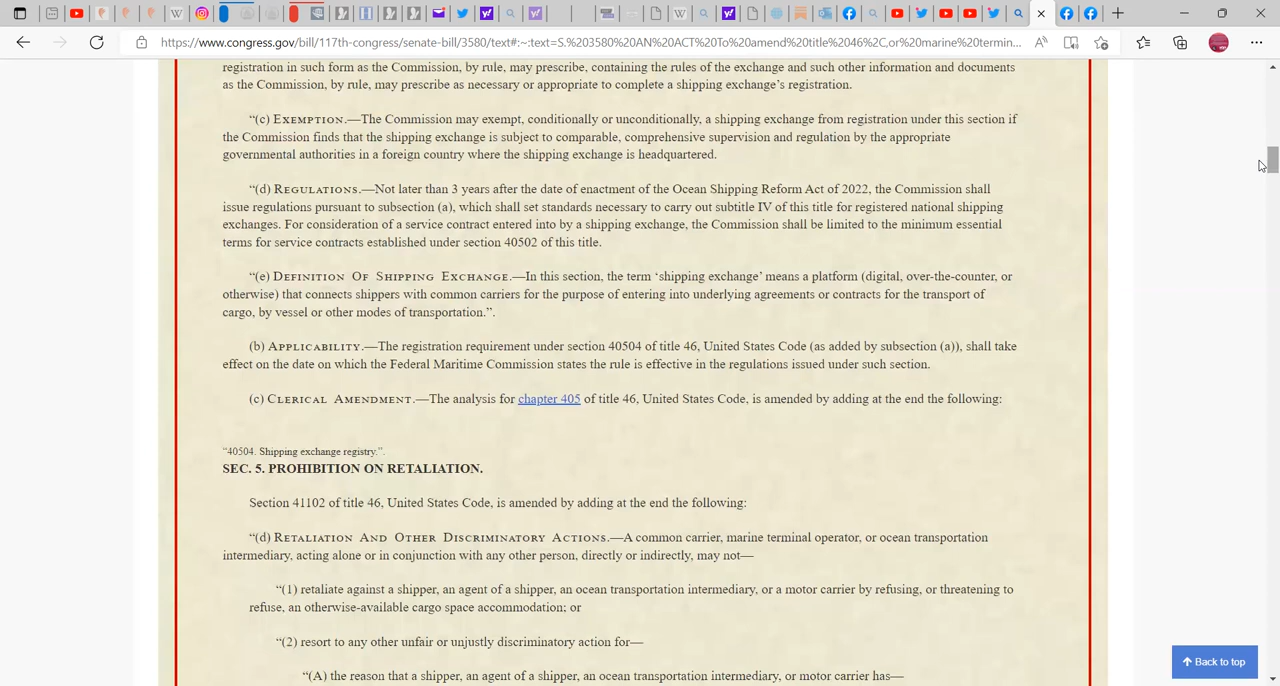 https://www.congress.gov/bill/117th-congress/senate-bill/3580/text#:~:text=S.%203580%20AN%20ACT%20To%20amend%20title%2046%2C,or%20marine%20termin...
registration in such form as the Commission, by rule, may prescribe, containing the rules of the exchange and such other information and documents
as the Commission, by rule, may prescribe as necessary or appropriate to complete a shipping exchange’s registration.
“(c) EXEMPTION.—The Commission may exempt, conditionally or unconditionally, a shipping exchange from registration under this section if
the Commission finds that the shipping exchange is subject to comparable, comprehensive supervision and regulation by the appropriate
governmental authorities in a foreign country where the shipping exchange is headquartered.
“(d) REGULATIONS.—Not later than 3 years after the date of enactment of the Ocean Shipping Reform Act of 2022, the Commission shall
issue regulations pursuant to subsection (a), which shall set standards necessary to carry out subtitle IV of this title for registered national shipping
exchanges. For consideration of a service contract entered into by a shipping exchange, the Commission shall be limited to the minimum essential
terms for service contracts established under section 40502 of this title.
“(e) DEFINITION OF SHIPPING EXCHANGE.—In this section, the term ‘shipping exchange’ means a platform (digital, over-the-counter, or
otherwise) that connects shippers with common carriers for the purpose of entering into underlying agreements or contracts for the transport of
cargo, by vessel or other modes of transportation.”.
(b) APPLICABILITY.—The registration requirement under section 40504 of title 46, United States Code (as added by subsection (a)), shall take
effect on the date on which the Federal Maritime Commission states the rule is effective in the regulations issued under such section.
(c) CLERICAL AMENDMENT.—The analysis for chapter 405 of title 46, United States Code, is amended by adding at the end the following:
“40504. Shipping exchange registry.”.
SEC. 5. PROHIBITION ON RETALIATION.
Section 41102 of title 46, United States Code, is amended by adding at the end the following:
“(d) RETALIATION AND OTHER DISCRIMINATORY ACTIONS.—A common carrier, marine terminal operator, or ocean transportation
intermediary, acting alone or in conjunction with any other person, directly or indirectly, may not—
“(1) retaliate against a shipper, an agent of a shipper, an ocean transportation intermediary, or a motor carrier by refusing, or threatening to
refuse, an otherwise-available cargo space accommodation; or
“(2) resort to any other unfair or unjustly discriminatory action for—
“(A) the reason that a shipper, an agent of a shipper, an ocean transportation intermediary, or motor carrier has—
Back to top